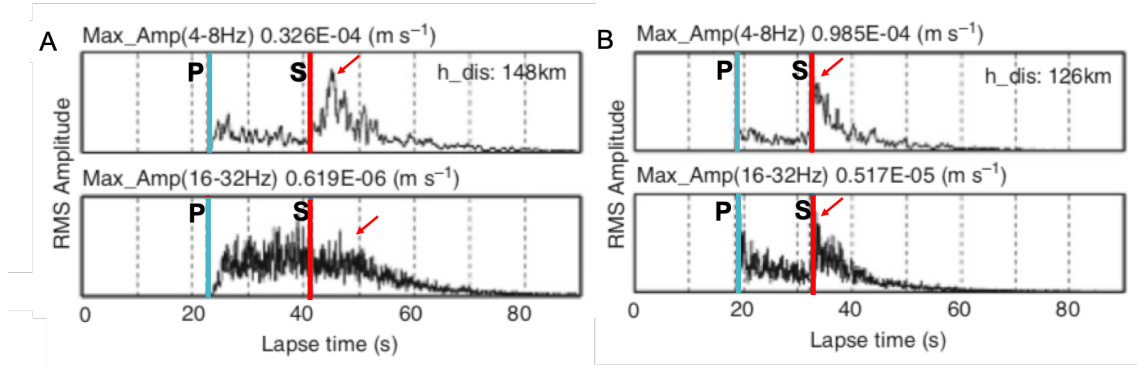 A
Max_Amp(4-8Hz) 0.326E-04 (m s⁻¹)
P
S
h_dis: 148km
Max_Amp(16-32Hz) 0.619E-06 (m s⁻¹)
P
S
RMS Amplitude
0 20 40 60 80
Lapse time (s)
B
Max_Amp(4-8Hz) 0.985E-04 (m s⁻¹)
P
S
h_dis: 126km
Max_Amp(16-32Hz) 0.517E-05 (m s⁻¹)
P
S
RMS Amplitude
0 20 40 60 80
Lapse time (s)